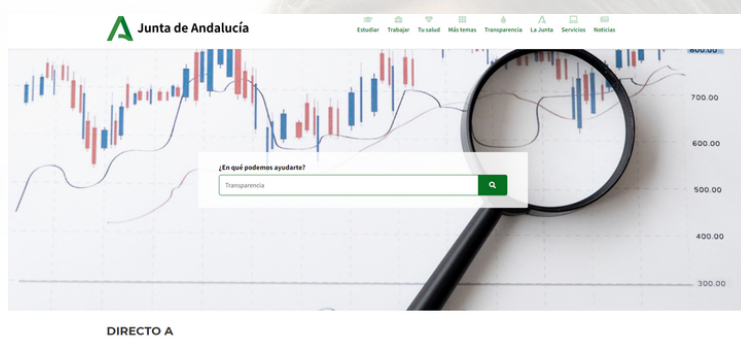 Junta de Andalucía
Estudiar Trabajar Tu salud Más temas Transparencia La Junta Servicios Noticias
800.00
700.00
¿En qué podemos ayudarte?
Transparencia
600.00
500.00
400.00
300.00
DIRECTO A